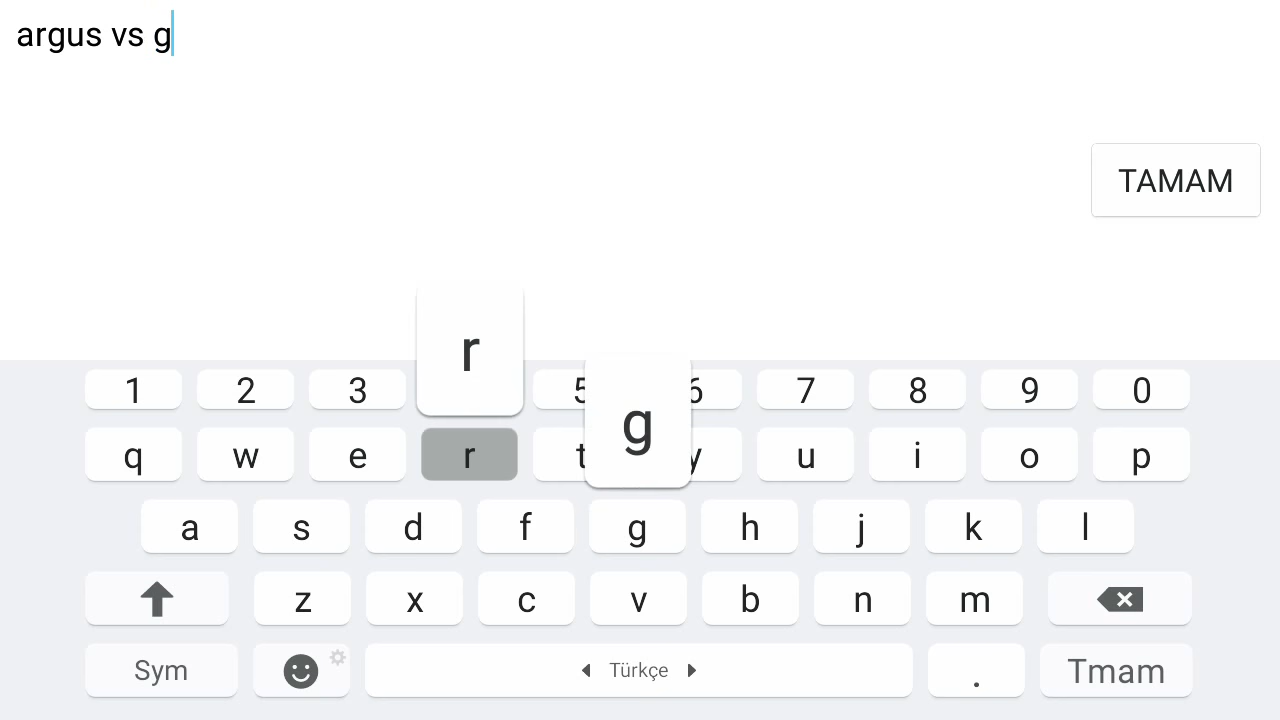 argus vs g
TAMAM
r
g
1 2 3 5 6 7 8 9 0
q w e r t y u i o p
a s d f g h j k l
z x c v b n m
Sym Türkçe . Tmam